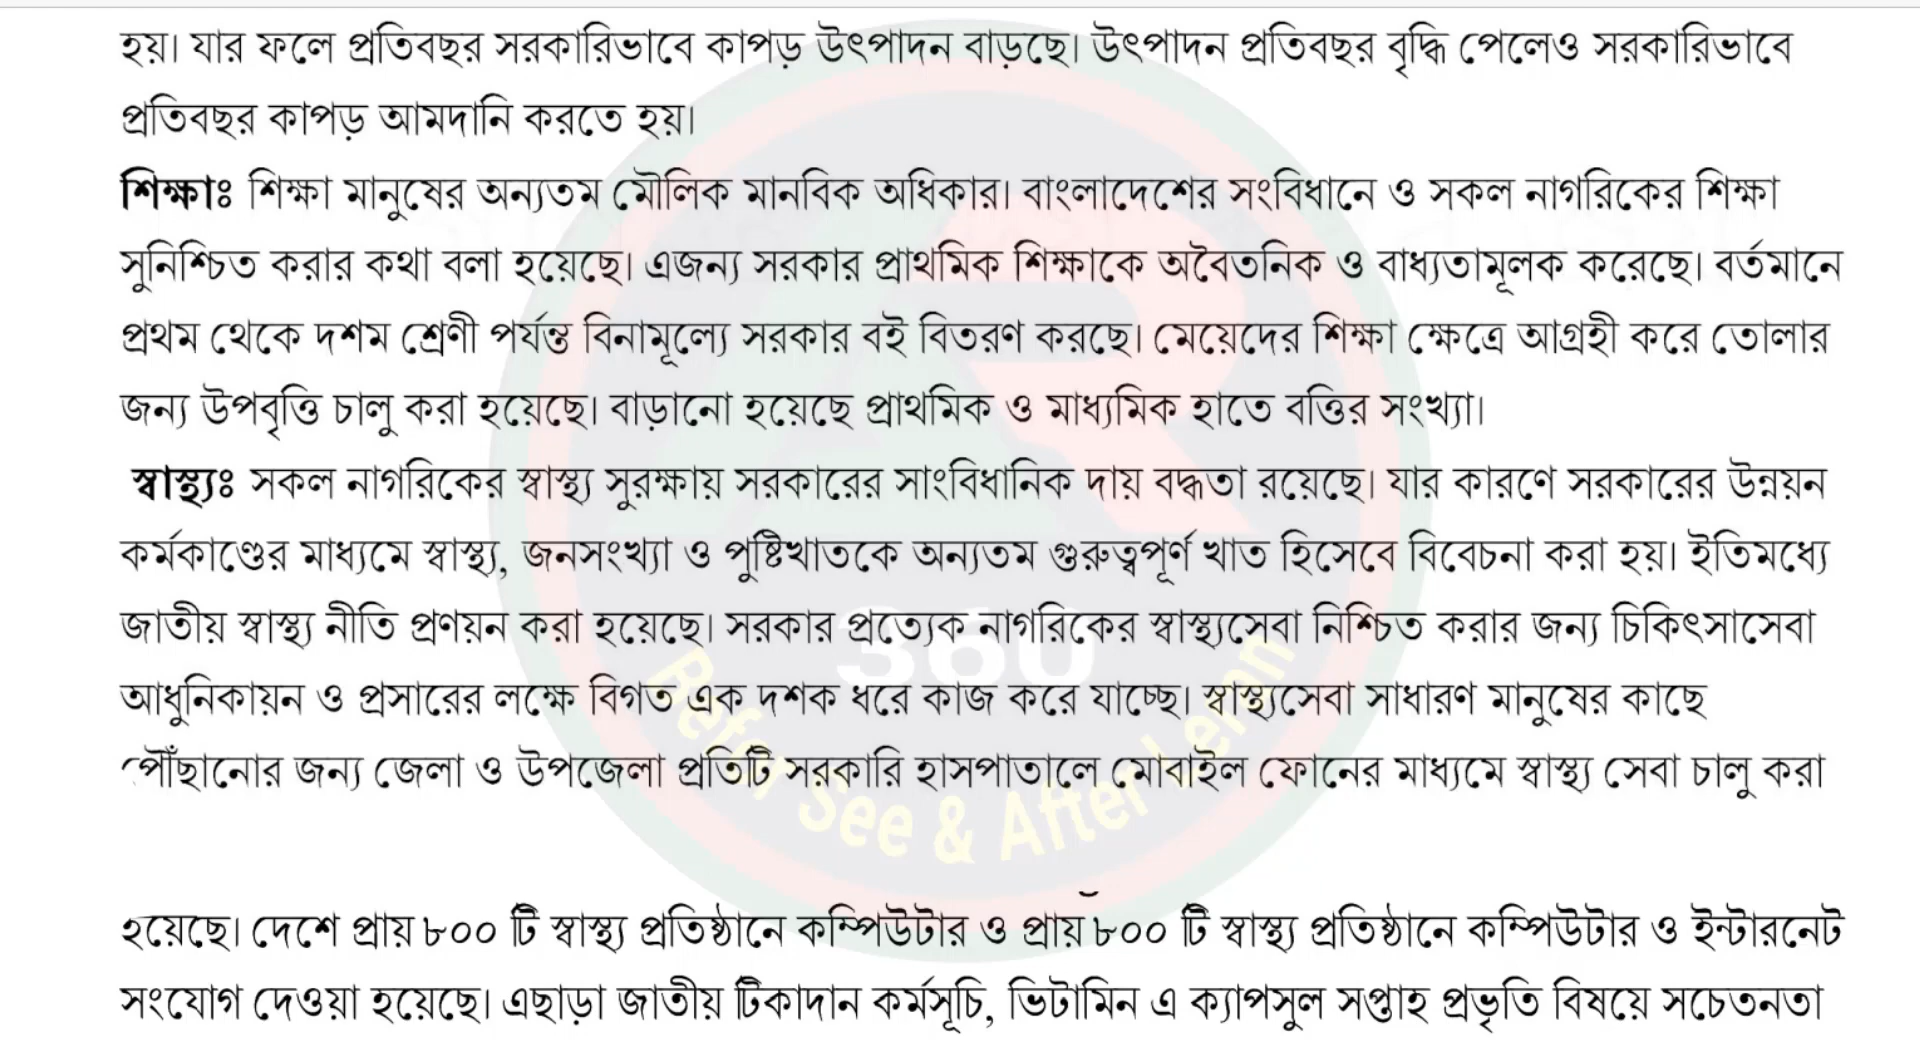 হয়। যার ফলে প্রতিবছর সরকারিভাবে কাপড় উৎপাদন বাড়ছে। উৎপাদন প্রতিবছর বৃদ্ধি পেলেও সরকারিভাবে
প্রতিবছর কাপড় আমদানি করতে হয়।
শিক্ষাঃ শিক্ষা মানুষের অন্যতম মৌলিক মানবিক অধিকার। বাংলাদেশের সংবিধানে ও সকল নাগরিকের শিক্ষা
সুনিশ্চিত করার কথা বলা হয়েছে। এজন্য সরকার প্রাথমিক শিক্ষাকে অবৈতনিক ও বাধ্যতামূলক করেছে। বর্তমানে
প্রথম থেকে দশম শ্রেণী পর্যন্ত বিনামূল্যে সরকার বই বিতরণ করছে। মেয়েদের শিক্ষা ক্ষেত্রে আগ্রহী করে তোলার
জন্য উপবৃত্তি চালু করা হয়েছে। বাড়ানো হয়েছে প্রাথমিক ও মাধ্যমিক হাতে বত্তির সংখ্যা।
স্বাস্থ্যঃ সকল নাগরিকের স্বাস্থ্য সুরক্ষায় সরকারের সাংবিধানিক দায় বদ্ধতা রয়েছে। যার কারণে সরকারের উন্নয়ন
কর্মকাণ্ডের মাধ্যমে স্বাস্থ্য, জনসংখ্যা ও পুষ্টিখাতকে অন্যতম গুরুত্বপূর্ণ খাত হিসেবে বিবেচনা করা হয়। ইতিমধ্যে
জাতীয় স্বাস্থ্য নীতি প্রণয়ন করা হয়েছে। সরকার প্রত্যেক নাগরিকের স্বাস্থ্যসেবা নিশ্চিত করার জন্য চিকিৎসাসেবা
360
আধুনিকায়ন ও প্রসারের লক্ষে বিগত এক দশক ধরে কাজ করে যাচ্ছে। স্বাস্থ্যসেবা সাধারণ মানুষের কাছে
পৌঁছানোর জন্য জেলা ও উপজেলা প্রতিটি সরকারি হাসপাতালে মোবাইল ফোনের মাধ্যমে স্বাস্থ্য সেবা চালু করা
See & After
হয়েছে। দেশে প্রায় ৮০০ টি স্বাস্থ্য প্রতিষ্ঠানে কম্পিউটার ও প্রায় ৮০০ টি স্বাস্থ্য প্রতিষ্ঠানে কম্পিউটার ও ইন্টারনেট
সংযোগ দেওয়া হয়েছে। এছাড়া জাতীয় টিকাদান কর্মসূচি, ভিটামিন এ ক্যাপসুল সপ্তাহ প্রভৃতি বিষয়ে সচেতনতা